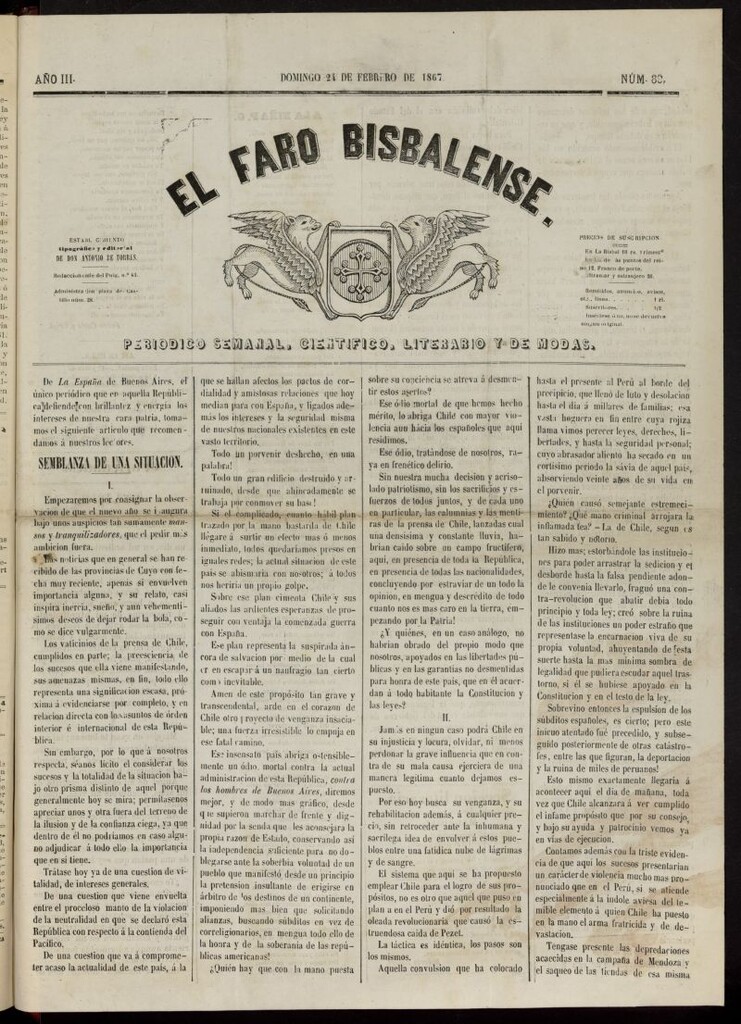 AÑO III.
DOMINGO 24 DE FEBRERO DE 1867
NÚM. 8
EL FARO BISBALENSE.
tipográfico y editorial
DE DON ANTONIO DE TORRAS.
PRECIOS DE SUSCRIPCION
PERIODICO SEMANAL, CIENTIFICO, LITERARIO Y DE MODAS.
De La España de Buenos Aires, el
único periódico que en aquella Repúbli-
ca defiende con brillantez y energía los
intereses de nuestra cara patria, toma-
mos el siguiente artículo que recomen-
damos á nuestros lectores.
SEMBLANZA DE UNA SITUACION.
I.
Empezaremos por consignar la obser-
vacion de que el nuevo año se inaugura
bajo unos auspicios tan sumamente man-
sos y tranquilizadores, que el pedir mas
ambicion fuera.
Las noticias que en general se han re-
cibido de las provincias de Cuyo con fe-
cha muy reciente, apenas si envuelven
importancia alguna, y su relato, casi
inspira inercia, sueño, y aun vehementí-
simos deseos de dejar rodar la bola, co-
mo se dice vulgarmente.
Los vaticinios de la prensa de Chile,
cumplidos en parte; la presciencia de
los sucesos que ella viene manifestando,
sus amenazas mismas, en fin, todo ello
representa una significacion escasa, pró-
xima á evidenciarse por completo, y en
relacion directa con los asuntos de órden
interior é internacional de esta Repú-
blica.
Sin embargo, por lo que á nosotros
respecta, séanos lícito el considerar los
sucesos y la totalidad de la situacion ba-
jo otro prisma distinto de aquel porque
generalmente hoy se mira; permítasenos
apreciar unos y otra fuera del terreno de
la ilusion y de la confianza ciega, ya que
dentro de él no podríamos en caso algu-
no adjudicar á todo ello la importancia
que en sí tiene.
Trátase hoy ya de una cuestion de vi-
talidad, de intereses generales.
De una cuestion que viene envuelta
entre el proceloso manto de la violacion
de la neutralidad en que se declaró esta
República con respecto á la contienda del
Pacífico.
De una cuestion que va á comprome-
ter acaso la actualidad de este pais, á la
que se hallan afectos los pactos de cor-
dialidad y amistosas relaciones que hoy
median para con España, y ligados ade-
más los intereses y la seguridad misma
de nuestros nacionales existentes en este
vasto territorio.
Todo un porvenir deshecho, en una
palabra!
Todo un gran edificio destruido y ar-
ruinado, desde que ahincadamente se
trabaja por conmover su base!
Si el complicado, cuanto hábil plan
trazado por la mano bastarda de Chile
llegáre á surtir un efecto mas ó menos
inmediato, todos quedaríamos presos en
iguales redes; la actual situacion de este
pais se abismaria con nosotros; á todos
nos heriria un propio golpe.
Sobre ese plan cimenta Chile y sus
aliados las ardientes esperanzas de pro-
seguir con ventaja la comenzada guerra
con España.
Ese plan representa la suspirada án-
cora de salvacion por medio de la cual
cr en escapar á un naufragio tan cierto
como inevitable.
Amen de este propósito tan grave y
transcendental, arde en el corazon de
Chile otro proyecto de venganza insacia-
ble; una fuerza irresistible lo empuja en
ese fatal camino.
Ese insensato pais abriga ostensible-
mente un ódio mortal contra la actual
administracion de esta República, contra
los hombres de Buenos Aires, diremos
mejor, y de modo mas gráfico, desde
que supieron marchar de frente y dig-
nidad por la senda que les aconsejara la
propia razon de Estado, conservando así
la independencia suficiente para no do-
blegarse ante la soberbia voluntad de un
pueblo que manifestó desde un principio
la pretension insultante de erigirse en
árbitro de los destinos de un continente,
imponiendo mas bien que solicitando
alianzas, buscando súbditos en vez de
correligionarios, en mengua todo ello de
la honra y de la soberania de las repú-
blicas americanas!
¿Quién hay que con la mano puesta
sobre su conciencia se atreva á desmen-
tir estos asertos?
Ese ódio mortal de que hemos hecho
mérito, lo abriga Chile con mayor vio-
lencia aun hácia los españoles que aquí
residimos.
Ese ódio, tratándose de nosotros, ra-
ya en frenético delirio.
Sin nuestra mucha decision y acriso-
lado patriotismo, sin los sacrificios y es-
fuerzos de todos juntos, y de cada uno
en particular, las calumnias y las menti-
ras de la prensa de Chile, lanzadas cual
una densísima y constante lluvia, ha-
brian caido sobre un campo fructífero,
aquí, en presencia de toda la República,
en presencia de todas las nacionalidades,
concluyendo por estraviar de un todo la
opinion, en mengua y descrédito de todo
cuanto nos es mas caro en la tierra, em-
pezando por la Patria!
¿Y quiénes, en un caso análogo, no
habrian obrado del propio modo que
nosotros, apoyados en las libertades pú-
blicas y en las garantías no desmentidas
para honra de este pais, que en él acuer-
dan á todo habitante la Constitucion y
las leyes?
II.
Jamás en ningun caso podrá Chile en
su injusticia y locura, olvidar, ni menos
perdonar la grave influencia que en con-
tra de su mala causa ejerciera de una
manera legítima cuanto dejamos es-
puesto.
Por eso hoy busca su venganza, y su
rehabilitacion además, á cualquier pre-
cio, sin retroceder ante la inhumana y
sacrílega idea de envolver á estos pue-
blos entre una fatídica nube de lágrimas
y de sangre.
El sistema que aquí se ha propuesto
emplear Chile para el logro de sus pro-
pósitos, no es otro que aquel que puso en
plan a en el Perú y dió por resultado la
oleada revolucionaria que causó la es-
truendosa caida de Pezet.
La táctica es idéntica, los pasos son
los mismos.
Aquella convulsion que ha colocado
hasta el presente al Perú al borde del
precipicio, que llenó de luto y desolacion
hasta el dia á millares de familias; esa
vasta hoguera en fin entre cuya rojiza
llama vimos perecer leyes, derechos, li-
bertades, y hasta la seguridad personal;
cuyo abrasador aliento ha secado en un
cortísimo período la sávia de aquel pais,
absorviendo veinte años de su vida en
el porvenir.
¿Quién causó semejante estremeci-
miento? ¿Qué mano criminal arrojara la
inflamada tea? — La de Chile, segun es
tan sabido y notorio.
Hizo mas; estorbándole las institucio-
nes para poder arrastrar la sedicion y el
desborde hasta la falsa pendiente adon-
de le convenia llevarlo, fraguó una con-
tra-revolucion que abatir debia todo
principio y toda ley; creó sobre la ruina
de las instituciones un poder estraño que
representase la encarnacion viva de su
propia voluntad, ahuyentando de esta
suerte hasta la mas mínima sombra de
legalidad que pudiera escudar aquel tras-
torno, si él se hubiese apoyado en la
Constitucion y en el testo de la ley.
Sobrevino entonces la espulsion de los
súbditos españoles, es cierto; pero este
inícuo atentado fué precedido, y subse-
guido posteriormente de otras catástro-
fes, entre las que figuran, la deportacion
y la ruina de miles de peruanos!
Esto mismo exactamente llegaria á
acontecer aquí el dia de mañana, toda
vez que Chile alcanzara á ver cumplido
el infame propósito que por su consejo,
y bajo su ayuda y patrocinio vemos ya
en vias de ejecucion.
Contamos además con la triste eviden-
cia de que aquí los sucesos presentarian
un carácter de violencia mucho mas pro-
nunciado que en el Perú, si se atiende
especialmente á la índole aviesa del te-
mible elemento á quien Chile ha puesto
en la mano el arma fratricida y de de-
vastacion.
Téngase presente las depredaciones
acaecidas en la campaña de Mendoza y
el saqueo de las tiendas de esa misma